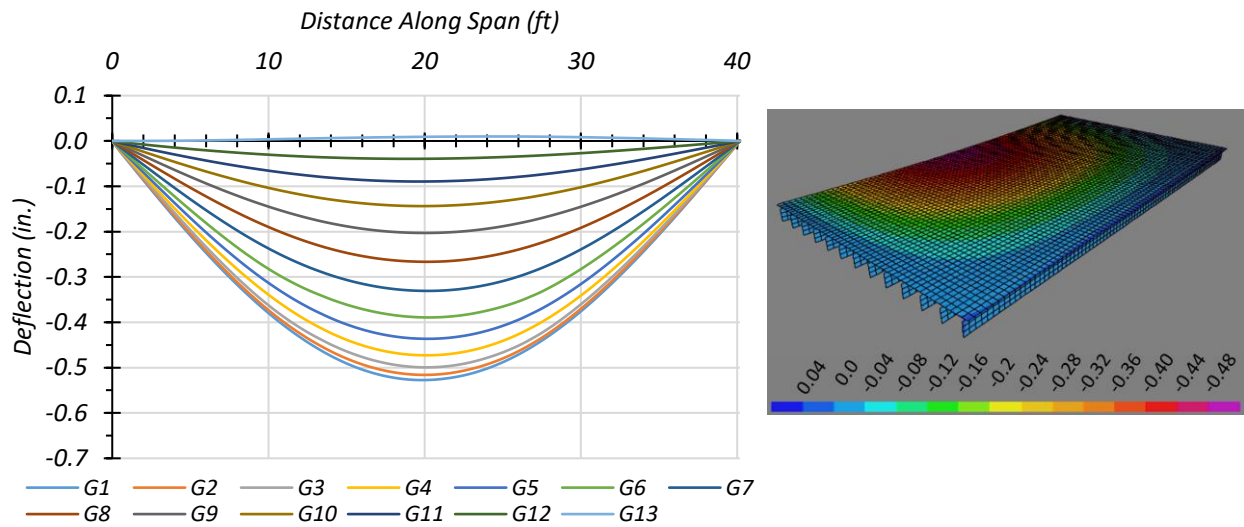 Distance Along Span (ft)
0 10 20 30 40
Deflection (in.)
0.1
0.0
-0.1
-0.2
-0.3
-0.4
-0.5
-0.6
-0.7
G1 G2 G3 G4 G5 G6 G7
G8 G9 G10 G11 G12 G13
0.04 0.0 -0.04 -0.08 -0.12 -0.16 -0.2 -0.24 -0.28 -0.32 -0.36 -0.40 -0.44 -0.48